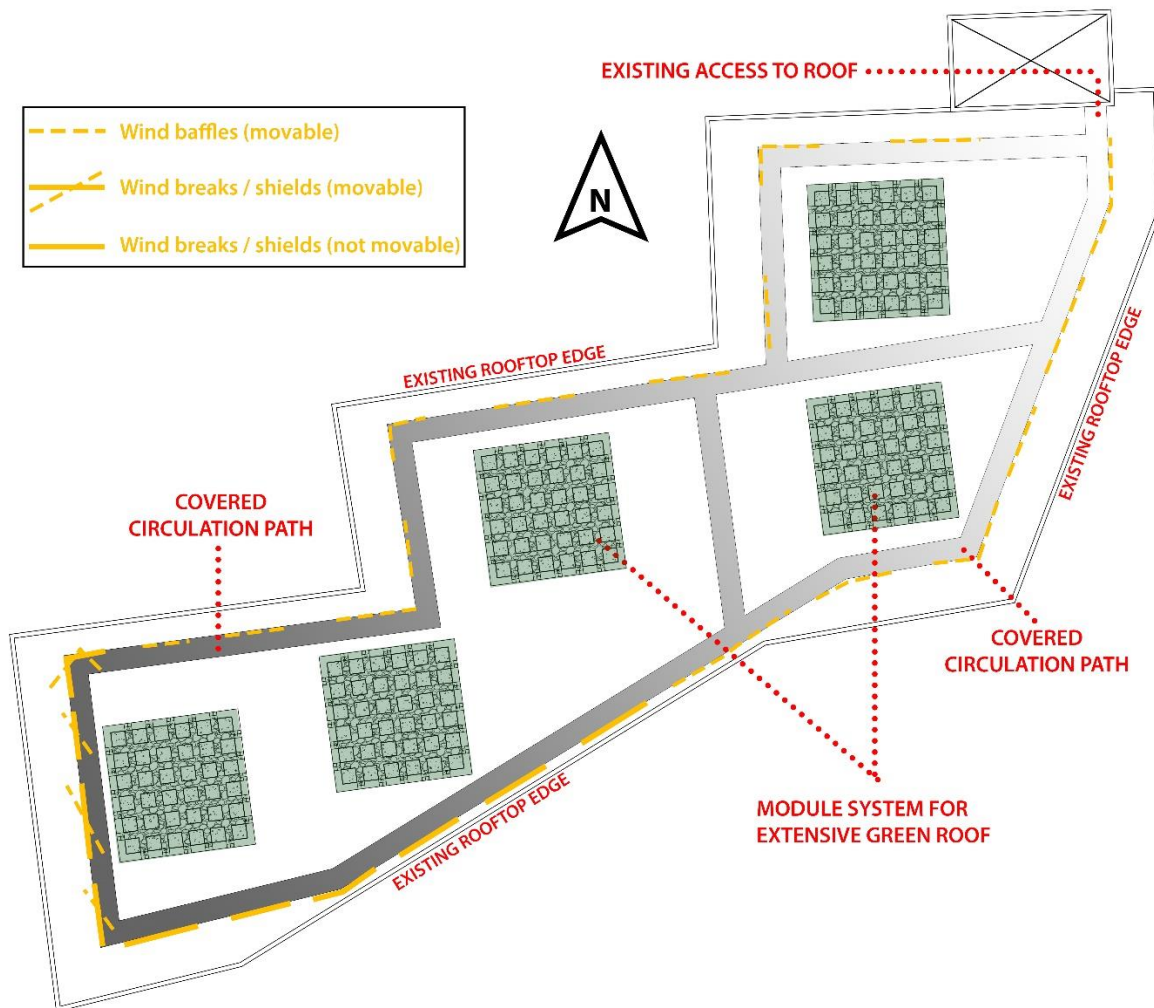 EXISTING ACCESS TO ROOF
Wind baffles (movable)
Wind breaks / shields (movable)
Wind breaks / shields (not movable)
N
EXISTING ROOFTOP EDGE
EXISTING ROOFTOP EDGE
COVERED
CIRCULATION PATH
COVERED
CIRCULATION PATH
EXISTING ROOFTOP EDGE
MODULE SYSTEM FOR
EXTENSIVE GREEN ROOF